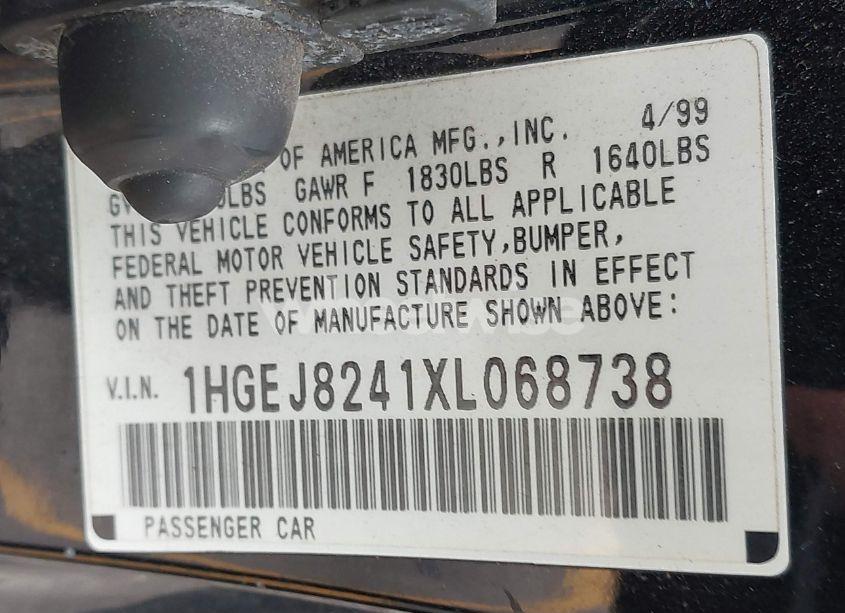 OF AMERICA MFG.,INC. 4/99
GAWR F 1830LBS R 1640LBS
THIS VEHICLE CONFORMS TO ALL APPLICABLE
FEDERAL MOTOR VEHICLE SAFETY,BUMPER,
AND THEFT PREVENTION STANDARDS IN EFFECT
ON THE DATE OF MANUFACTURE SHOWN ABOVE:
V.I.N. 1HGEJ8241XL068738
PASSENGER CAR